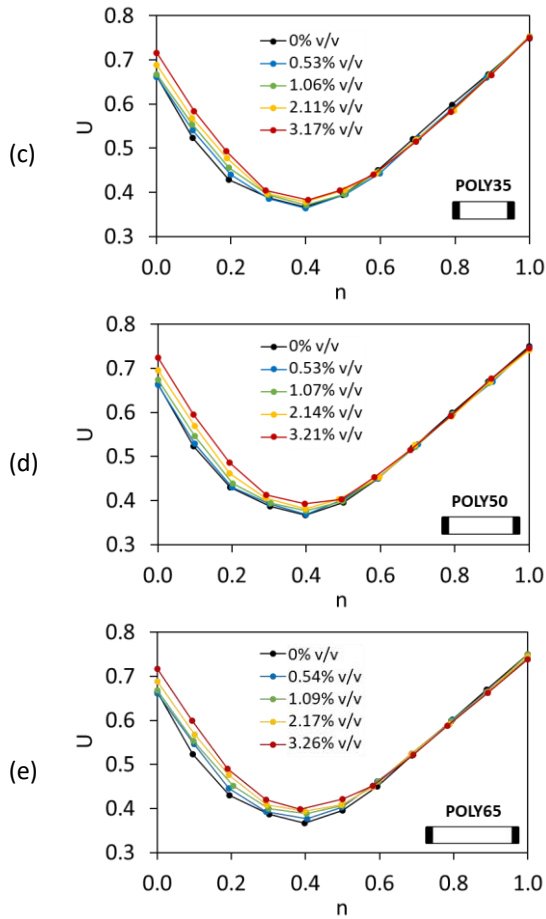 (c)
U
0.8
0.7
0.6
0.5
0.4
0.3
0% v/v
0.53% v/v
1.06% v/v
2.11% v/v
3.17% v/v
POLY35
0.0 0.2 0.4 0.6 0.8 1.0
n
(d)
U
0.8
0.7
0.6
0.5
0.4
0.3
0% v/v
0.53% v/v
1.07% v/v
2.14% v/v
3.21% v/v
POLY50
0.0 0.2 0.4 0.6 0.8 1.0
n
(e)
U
0.8
0.7
0.6
0.5
0.4
0.3
0% v/v
0.54% v/v
1.09% v/v
2.17% v/v
3.26% v/v
POLY65
0.0 0.2 0.4 0.6 0.8 1.0
n